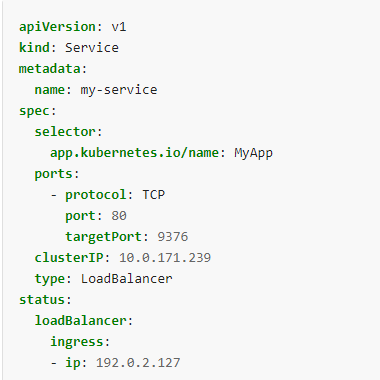 apiVersion: v1
kind: Service
metadata:
  name: my-service
spec:
  selector:
    app.kubernetes.io/name: MyApp
  ports:
    - protocol: TCP
      port: 80
      targetPort: 9376
  clusterIP: 10.0.171.239
  type: LoadBalancer
status:
  loadBalancer:
    ingress:
    - ip: 192.0.2.127